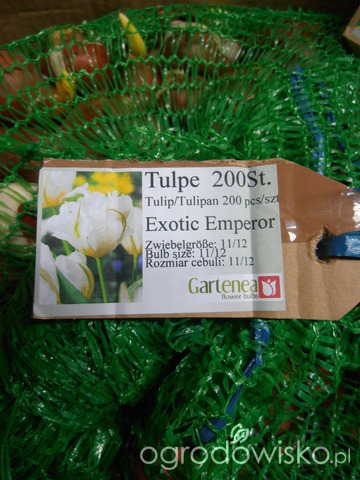 Tulpe 200St.
Tulip/Tulipan 200 pcs/szt
Exotic Emperor
Zwiebelgröße: 11/12
Bulb size: 11/12
Rozmiar cebuli: 11/12
Gartenea
flower bulbs
ogrodowisko.pl